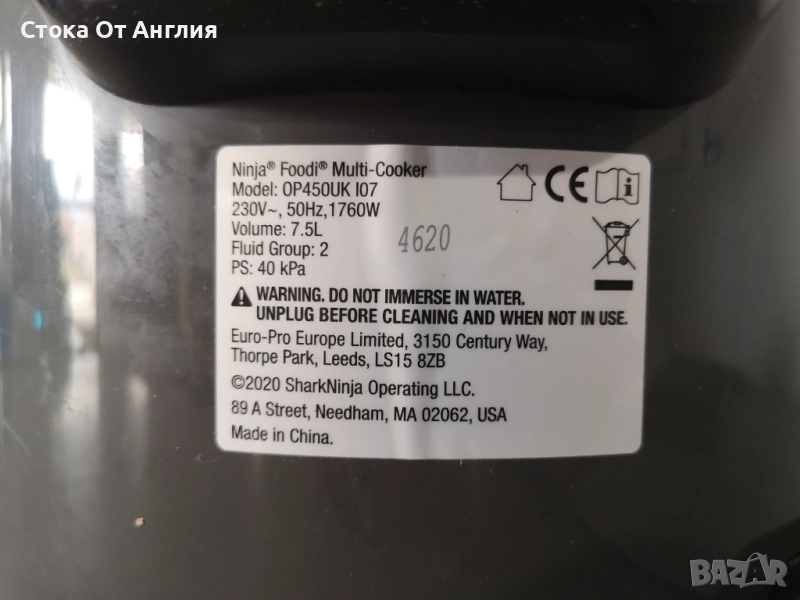 Стока От Англия
Ninja® Foodi® Multi-Cooker
Model: OP450UK I07
230V~, 50Hz,1760W
Volume: 7.5L
Fluid Group: 2
PS: 40 kPa
4620
CE
WARNING. DO NOT IMMERSE IN WATER.
UNPLUG BEFORE CLEANING AND WHEN NOT IN USE.
Euro-Pro Europe Limited, 3150 Century Way,
Thorpe Park, Leeds, LS15 8ZB
©2020 SharkNinja Operating LLC.
89 A Street, Needham, MA 02062, USA
Made in China.
BAZAR